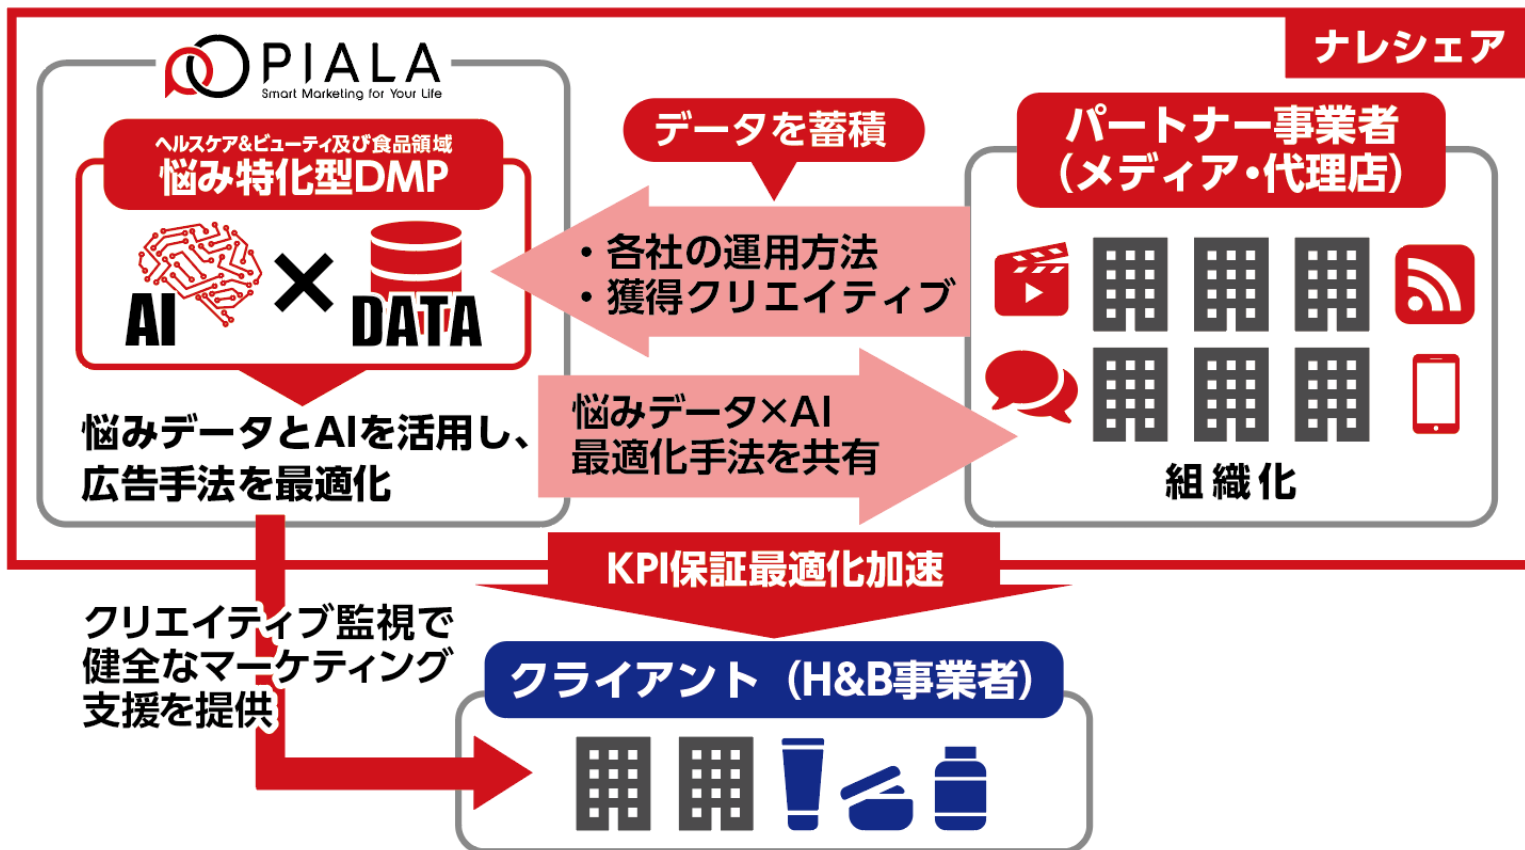 ナレシェア
PIALA
Smart Marketing for Your Life
ヘルスケア&ビューティ及び食品領域
悩み特化型DMP
AI
×
DATA
悩みデータとAIを活用し、
広告手法を最適化
データを蓄積
・各社の運用方法
・獲得クリエイティブ
悩みデータ×AI
最適化手法を共有
パートナー事業者
（メディア・代理店）
組織化
KPI保証最適化加速
クリエイティブ監視で
健全なマーケティング
支援を提供
クライアント（H&B事業者）